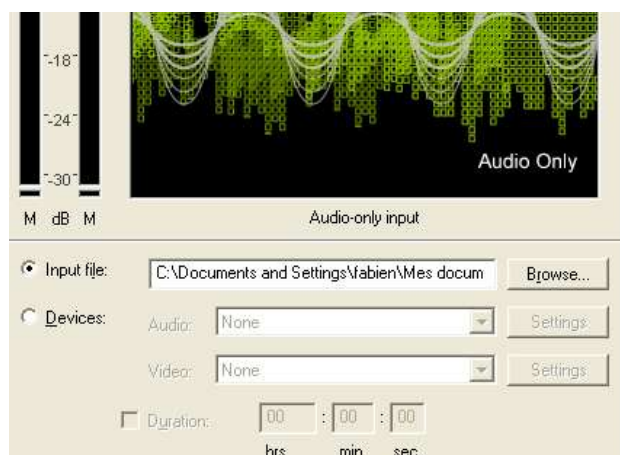 -18-
-24-
-30-
Audio Only
M dB M
Audio-only input
Input file:
C:\Documents and Settings\fabien\Mes docum
Browse...
Devices:
Audio:
None
Settings
Video:
None
Settings
Duration:
00 : 00 : 00
hrs min sec